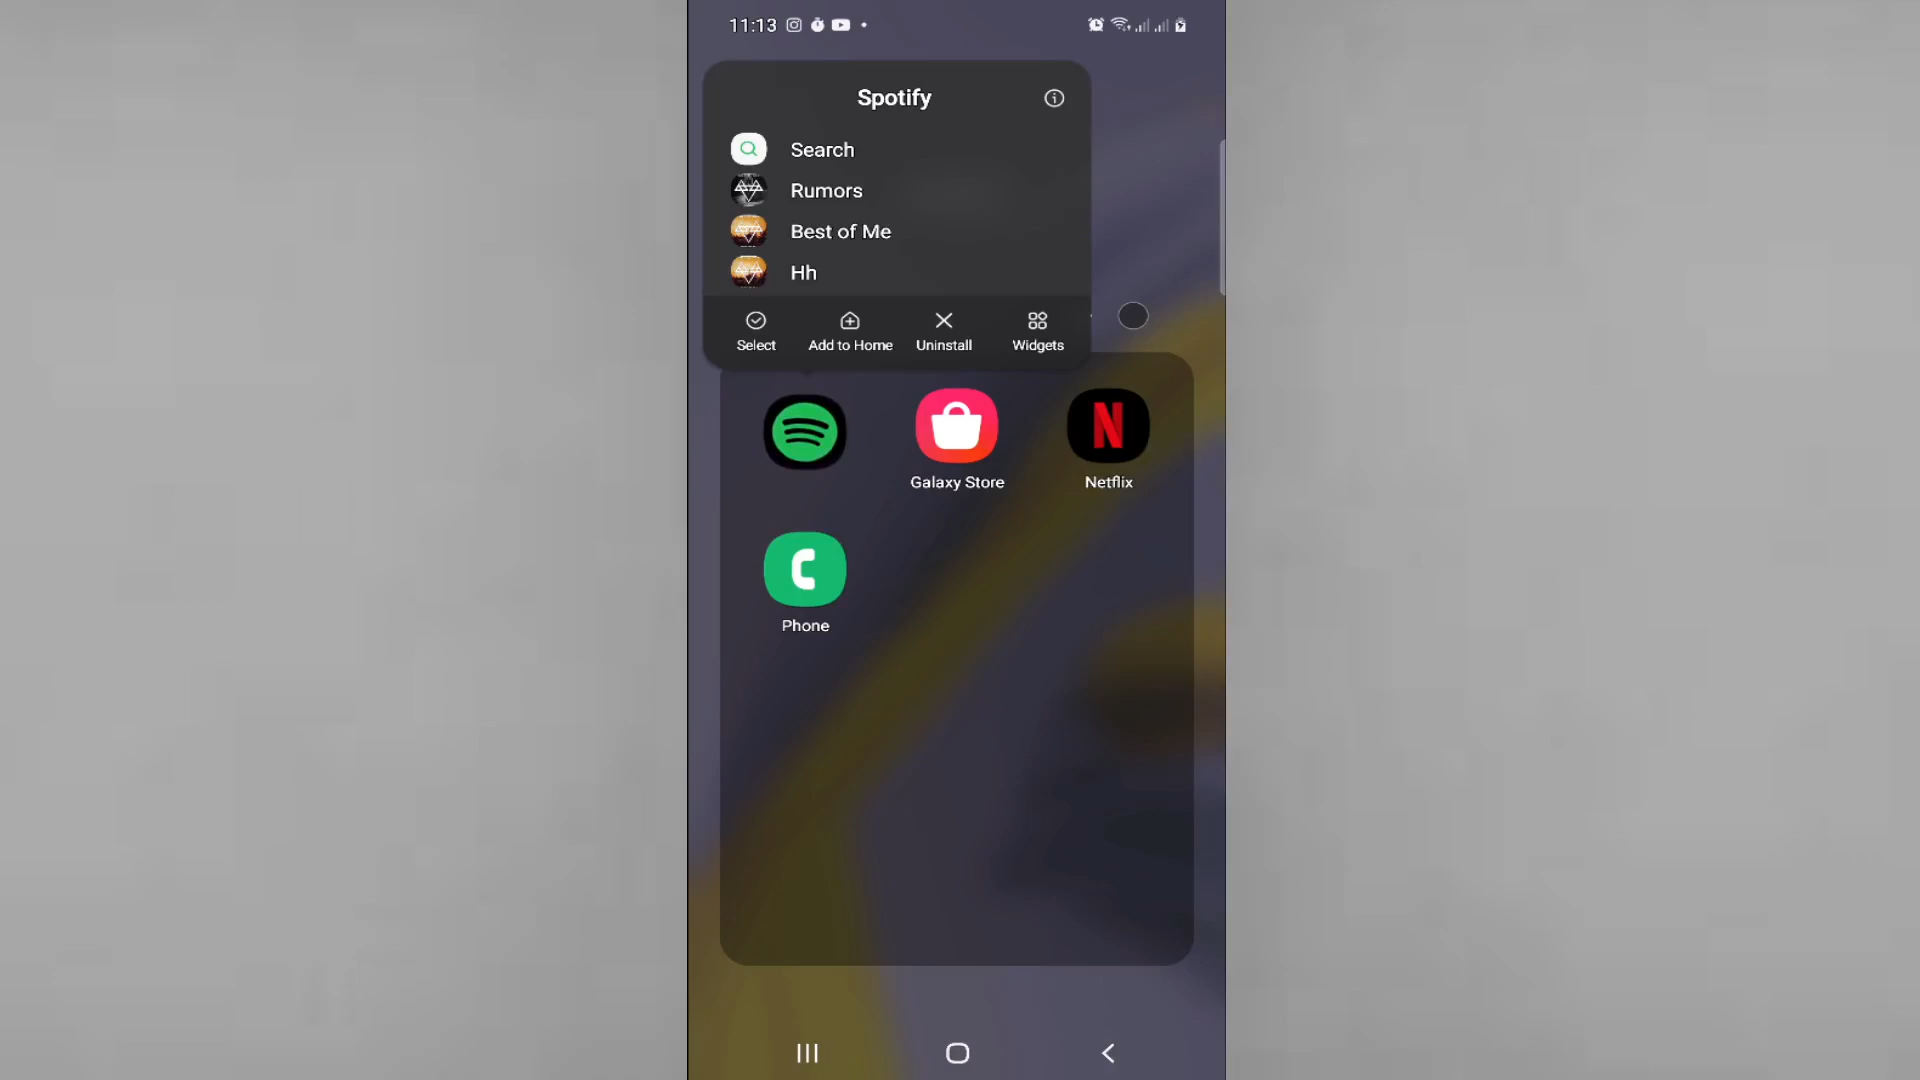 11:13
Spotify
Search
Rumors
Best of Me
Hh
Select Add to Home Uninstall Widgets
N
Galaxy Store Netflix
Phone